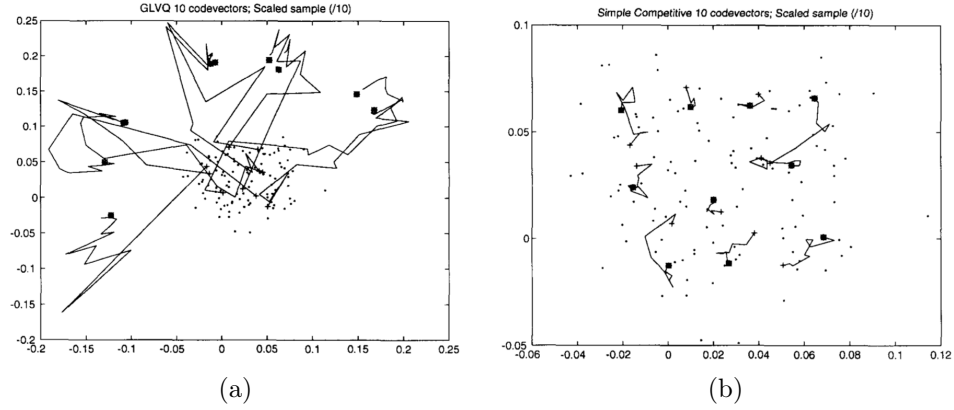 GLVQ 10 codevectors; Scaled sample (/10)
0.25
0.2
0.15
0.1
0.05
0
-0.05
-0.1
-0.15
-0.2
-0.2 -0.15 -0.1 -0.05 0 0.05 0.1 0.15 0.2 0.25
(a)
Simple Competitive 10 codevectors; Scaled sample (/10)
0.1
0.05
0
-0.05
-0.06 -0.04 -0.02 0 0.02 0.04 0.06 0.08 0.1 0.12
(b)